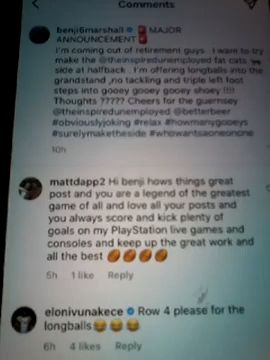 Comments
benji6marshall 🚨 MAJOR
ANNOUNCEMENT 🚨
I'm coming out of retirement guys . I want to try
make the @theinspiredunemployed fat cats
side at halfback . I'm offering longballs into the
grandstand ,no tackling and triple left foot
steps into gooey gooey gooey shoey !!!!
Thoughts ????? Cheers for the guernsey
@theinspiredunemployed @betterbeer
#obviouslyjoking #relax #howmanygooeys
#surelymaketheside #whowantsaoneonone
10h
mattdapp2 Hi benji hows things great
post and you are a legend of the greatest
game of all and love all your posts and
you always score and kick plenty of
goals on my PlayStation live games and
consoles and keep up the great work and
all the best 🏉🏉🏉🏉
5h 1 like Reply
elonivunakece Row 4 please for the
longballs😂😂😂
6h 4 likes Reply